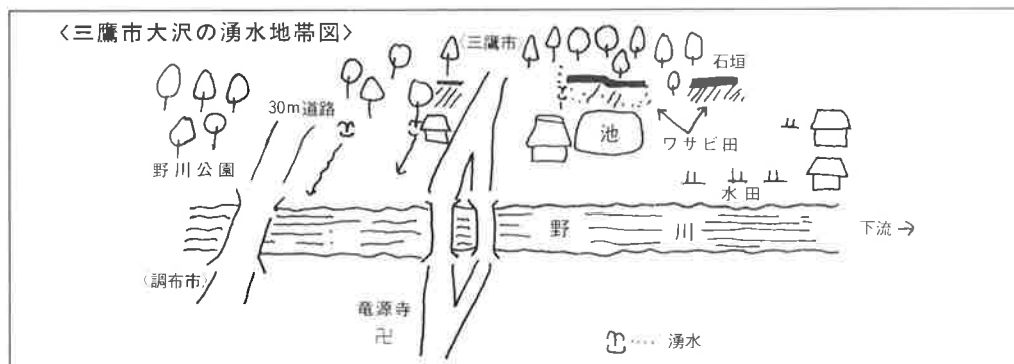 〈三鷹市大沢の湧水地帯図〉
(三鷹市)
石垣
30m道路
池
ワサビ田
野川公園
水田
野川
下流→
(調布市)
竜源寺
卍
湧水